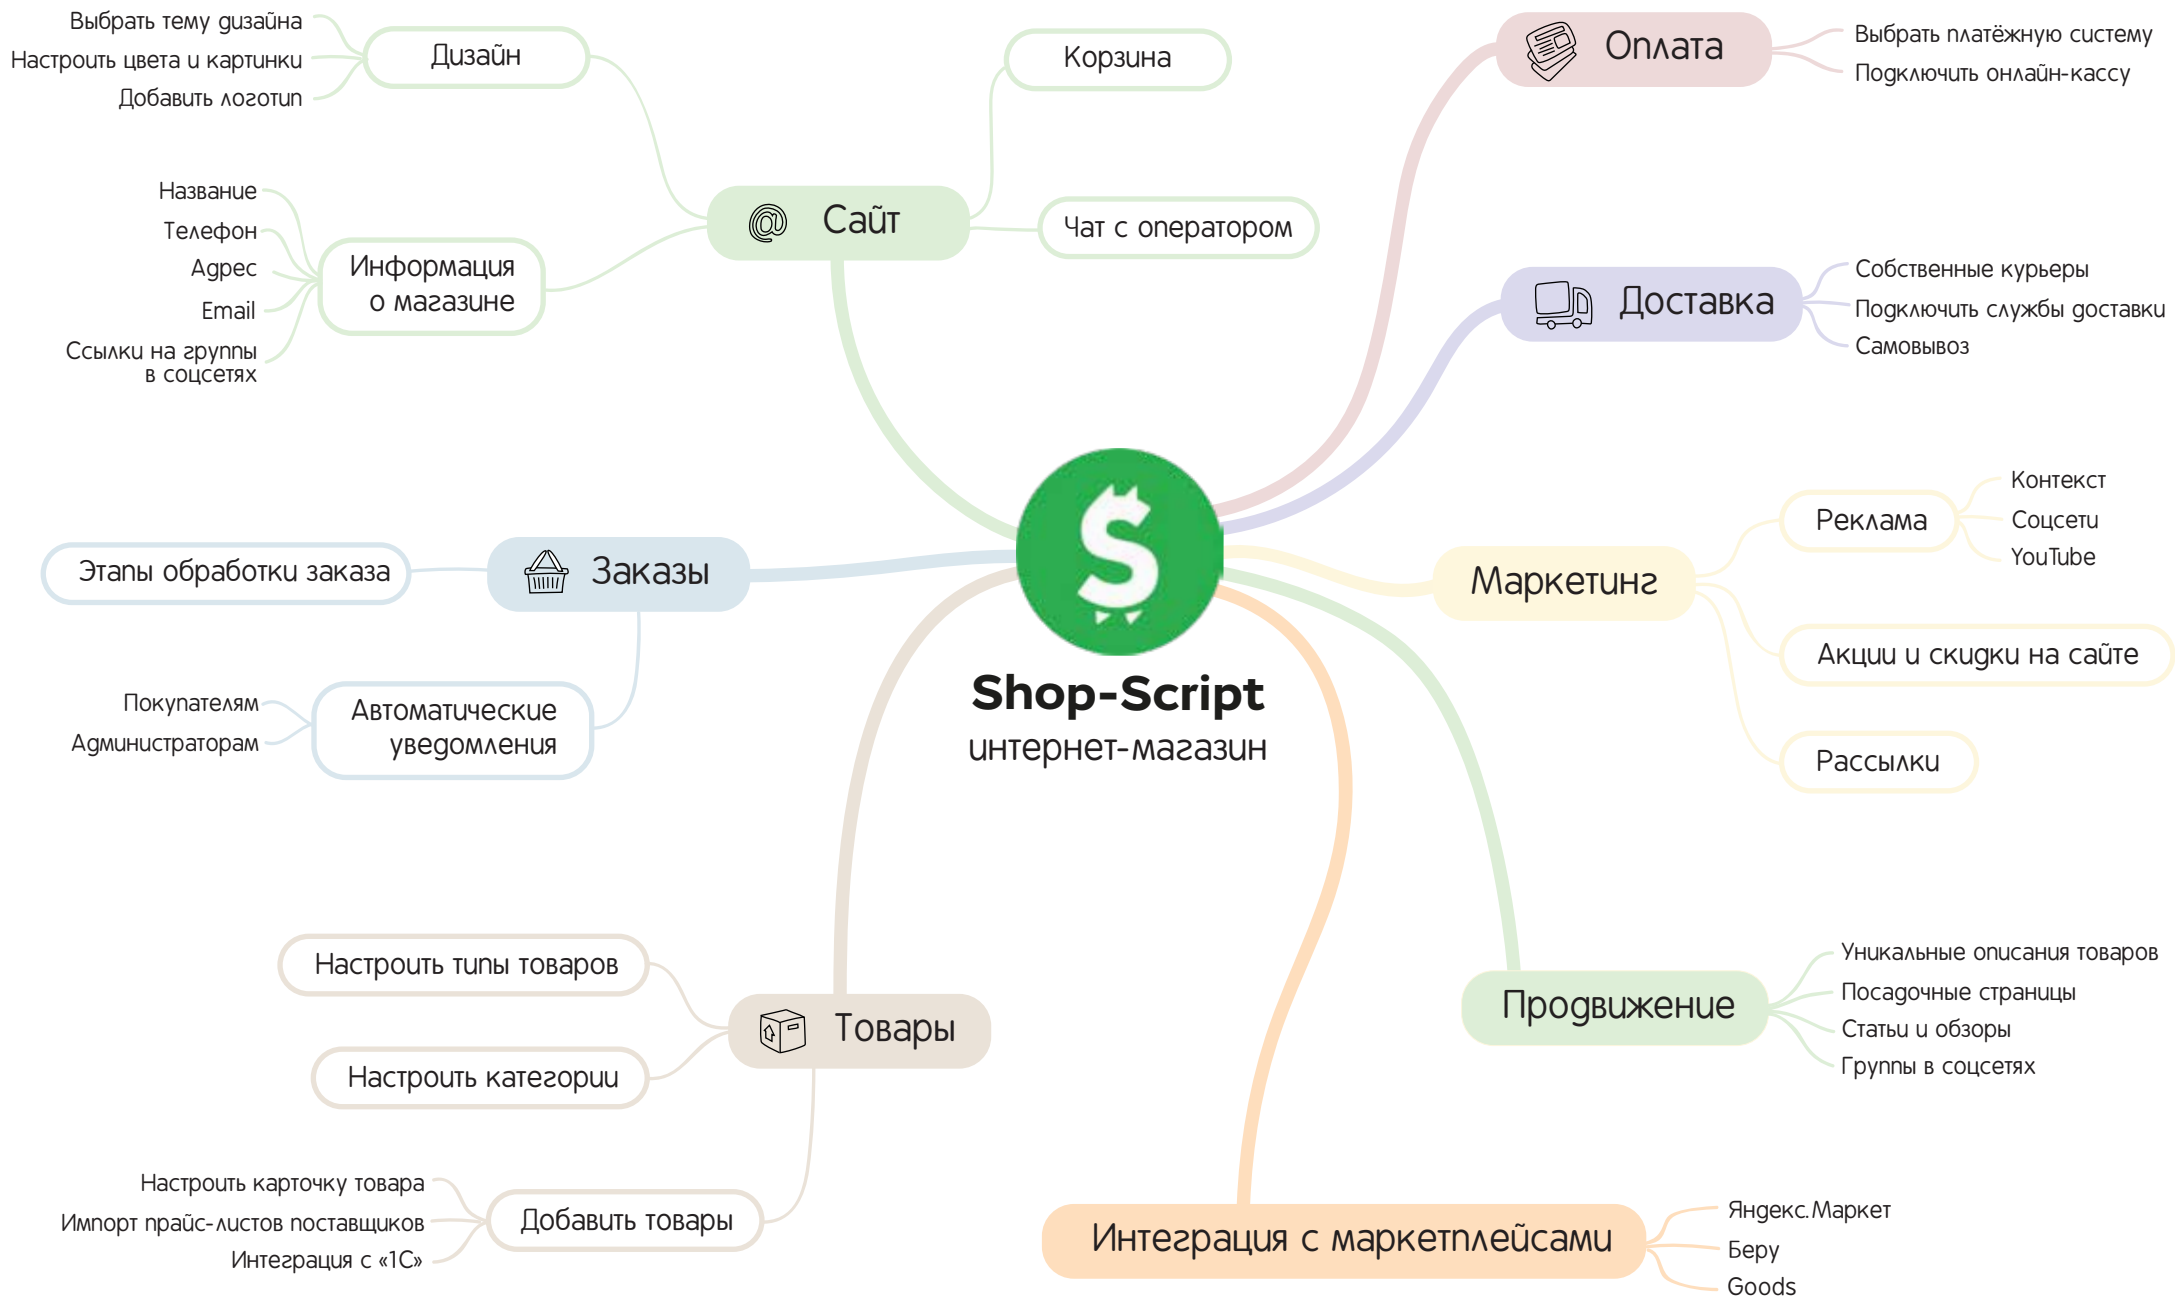 Выбрать тему дизайна
Настроить цвета и картинки
Добавить логотип
Дизайн
Название
Телефон
Адрес
Email
Ссылки на группы
в соцсетях
Информация
о магазине
@ Сайт
Корзина
Чат с оператором
Оплата
Выбрать платёжную систему
Подключить онлайн-кассу
Доставка
Собственные курьеры
Подключить службы доставки
Самовывоз
Этапы обработки заказа
Заказы
Покупателям
Администраторам
Автоматические
уведомления
$
Shop-Script
интернет-магазин
Маркетинг
Реклама
Контекст
Соцсети
YouTube
Акции и скидки на сайте
Рассылки
Настроить типы товаров
Настроить категории
Товары
Настроить карточку товара
Импорт прайс-листов поставщиков
Интеграция с «1С»
Добавить товары
Продвижение
Уникальные описания товаров
Посадочные страницы
Статьи и обзоры
Группы в соцсетях
Интеграция с маркетплейсами
Яндекс.Маркет
Беру
Goods